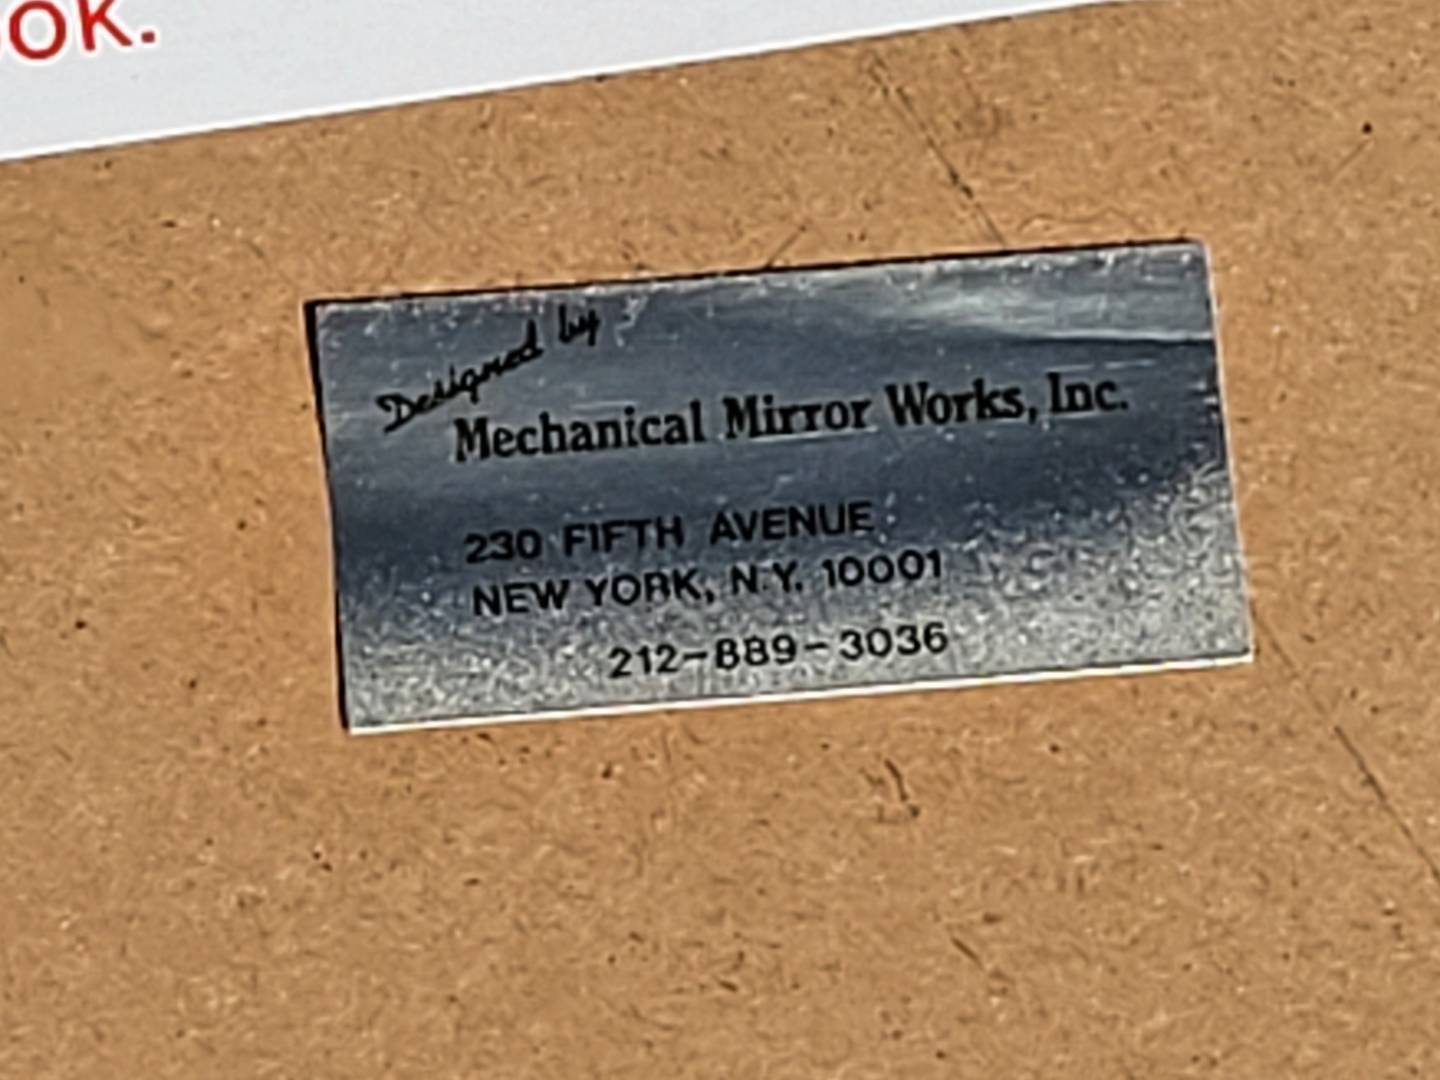 OK.
Designed by
Mechanical Mirror Works, Inc.
230 FIFTH AVENUE
NEW YORK, N.Y. 10001
212-889-3036